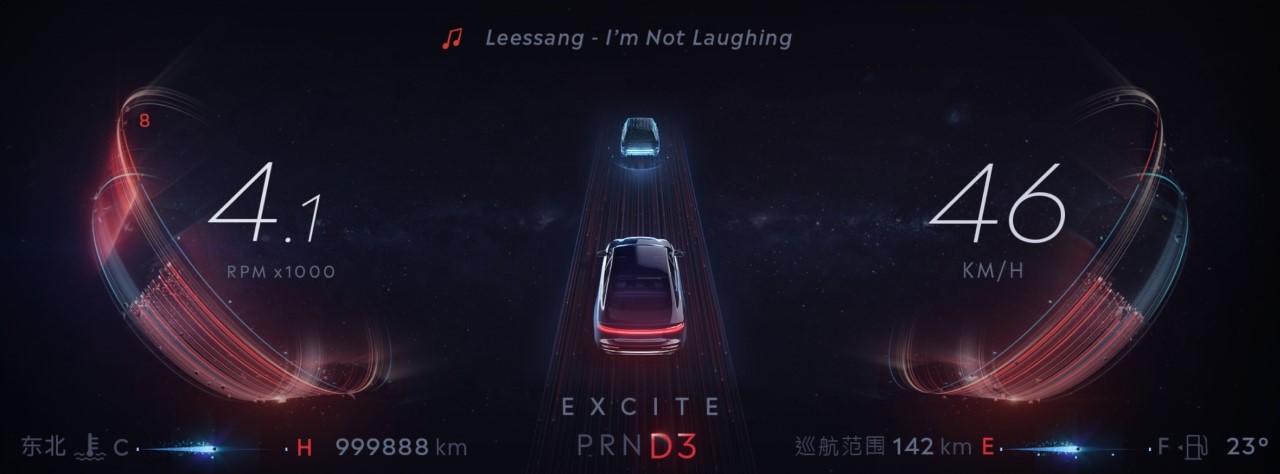 Leessang - I'm Not Laughing
8
4.1
RPM x1000
46
KM/H
EXCITE
东北 C H 999888 km
PRND3
巡航范围 142 km E F 23°